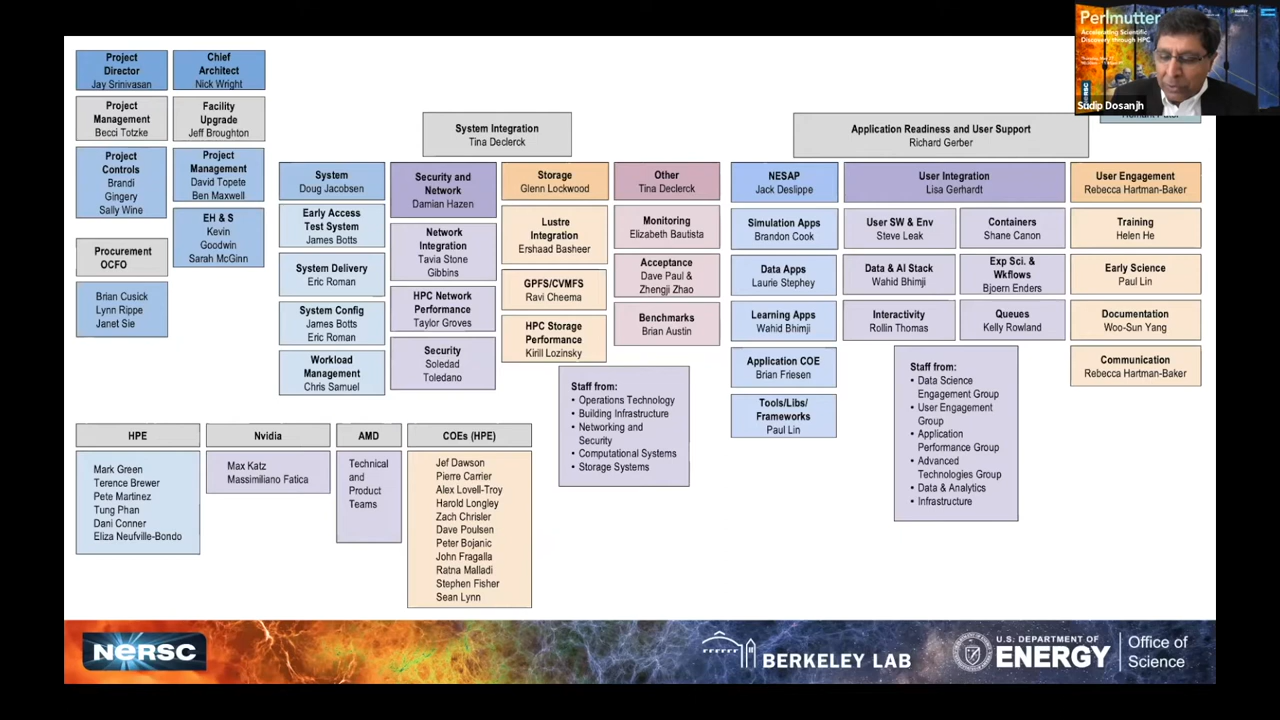 Project
Director
Jay Srinivasan
Chief
Architect
Nick Wright
Project
Management
Becci Totzke
Facility
Upgrade
Jeff Broughton
Project
Controls
Brandi
Gingery
Sally Wine
Project
Management
David Topete
Ben Maxwell
EH & S
Kevin
Goodwin
Sarah McGinn
Procurement
OCFO
Brian Cusick
Lynn Rippe
Janet Sie
System Integration
Tina Declerck
System
Doug Jacobsen
Early Access
Test System
James Botts
System Delivery
Eric Roman
System Config
James Botts
Eric Roman
Workload
Management
Chris Samuel
Security and
Network
Damian Hazen
Network
Integration
Tavia Stone
Gibbins
HPC Network
Performance
Taylor Groves
Security
Soledad
Toledano
Storage
Glenn Lockwood
Lustre
Integration
Ershaad Basheer
GPFS/CVMFS
Ravi Cheema
HPC Storage
Performance
Kirill Lozinsky
Other
Tina Declerck
Monitoring
Elizabeth Bautista
Acceptance
Dave Paul &
Zhengji Zhao
Benchmarks
Brian Austin
Staff from:
• Operations Technology
• Building Infrastructure
• Networking and
Security
• Computational Systems
• Storage Systems
Application Readiness and User Support
Richard Gerber
NESAP
Jack Deslippe
Simulation Apps
Brandon Cook
Data Apps
Laurie Stephey
Learning Apps
Wahid Bhimji
Application COE
Brian Friesen
Tools/Libs/
Frameworks
Paul Lin
User Integration
Lisa Gerhardt
User SW & Env
Steve Leak
Containers
Shane Canon
Data & AI Stack
Wahid Bhimji
Exp Sci. &
Wkflows
Bjoern Enders
Interactivity
Rollin Thomas
Queues
Kelly Rowland
Staff from:
• Data Science
Engagement Group
• User Engagement
Group
• Application
Performance Group
• Advanced
Technologies Group
• Data & Analytics
• Infrastructure
User Engagement
Rebecca Hartman-Baker
Training
Helen He
Early Science
Paul Lin
Documentation
Woo-Sun Yang
Communication
Rebecca Hartman-Baker
HPE
Mark Green
Terence Brewer
Pete Martinez
Tung Phan
Dani Conner
Eliza Neufville-Bondo
Nvidia
Max Katz
Massimiliano Fatica
AMD
Technical
and
Product
Teams
COEs (HPE)
Jef Dawson
Pierre Carrier
Alex Lovell-Troy
Harold Longley
Zach Chrisler
Dave Poulsen
Peter Bojanic
John Fragalla
Ratna Malladi
Stephen Fisher
Sean Lynn
Perlmutter
Accelerating Scientific
Discovery through HPC
NERSC
Sudip Dosanjh
NERSC
BERKELEY LAB
U.S. DEPARTMENT OF
ENERGY
Office of
Science